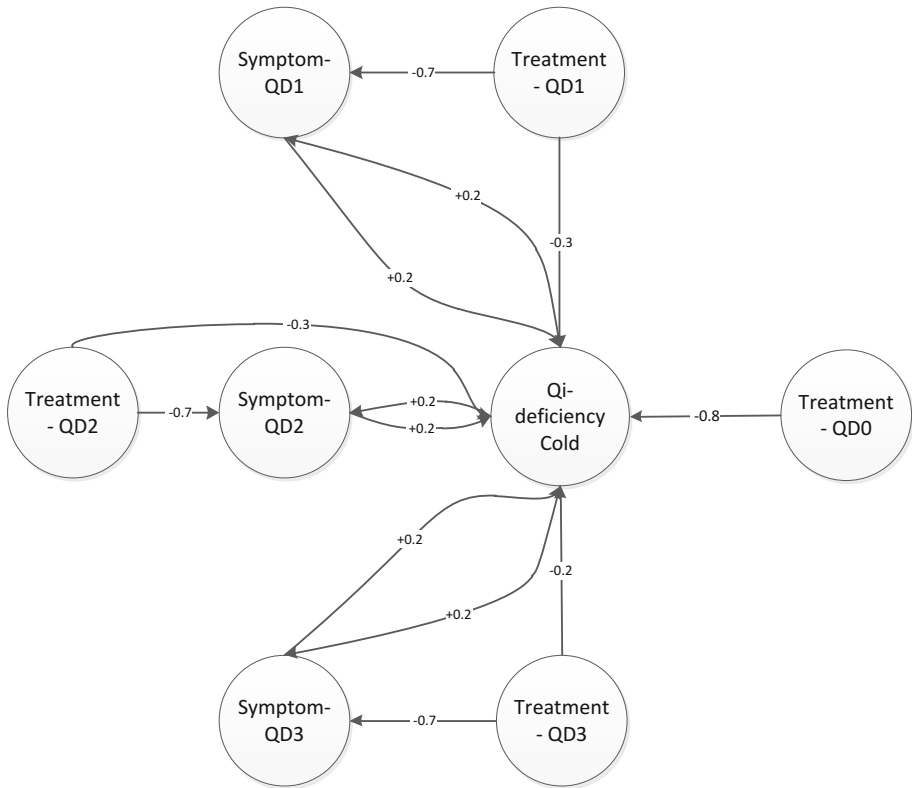 Symptom-
QD1
-0.7
Treatment
- QD1
+0.2
-0.3
+0.2
-0.3
Treatment
- QD2
-0.7
Symptom-
QD2
+0.2
+0.2
Qi-
deficiency
Cold
-0.8
Treatment
- QD0
+0.2
-0.2
+0.2
Symptom-
QD3
-0.7
Treatment
- QD3